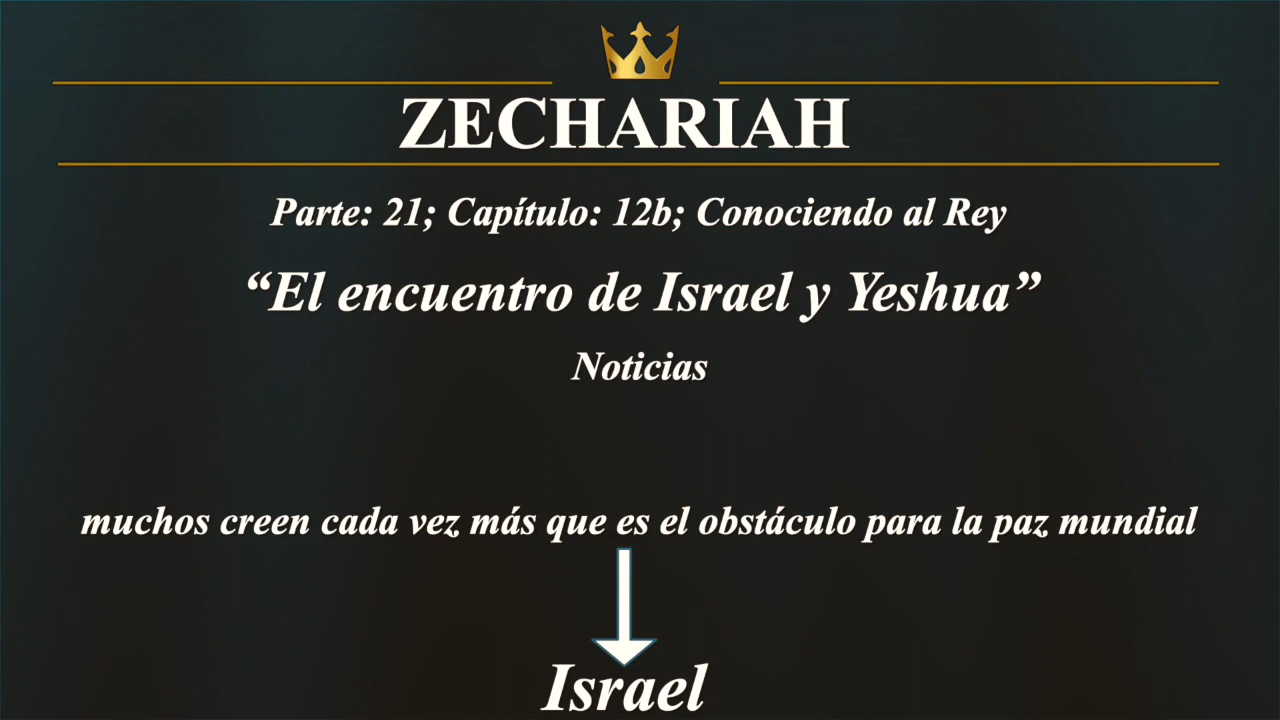 ZECHARIAH
Parte: 21; Capítulo: 12b; Conociendo al Rey
“El encuentro de Israel y Yeshua”
Noticias
muchos creen cada vez más que es el obstáculo para la paz mundial
Israel